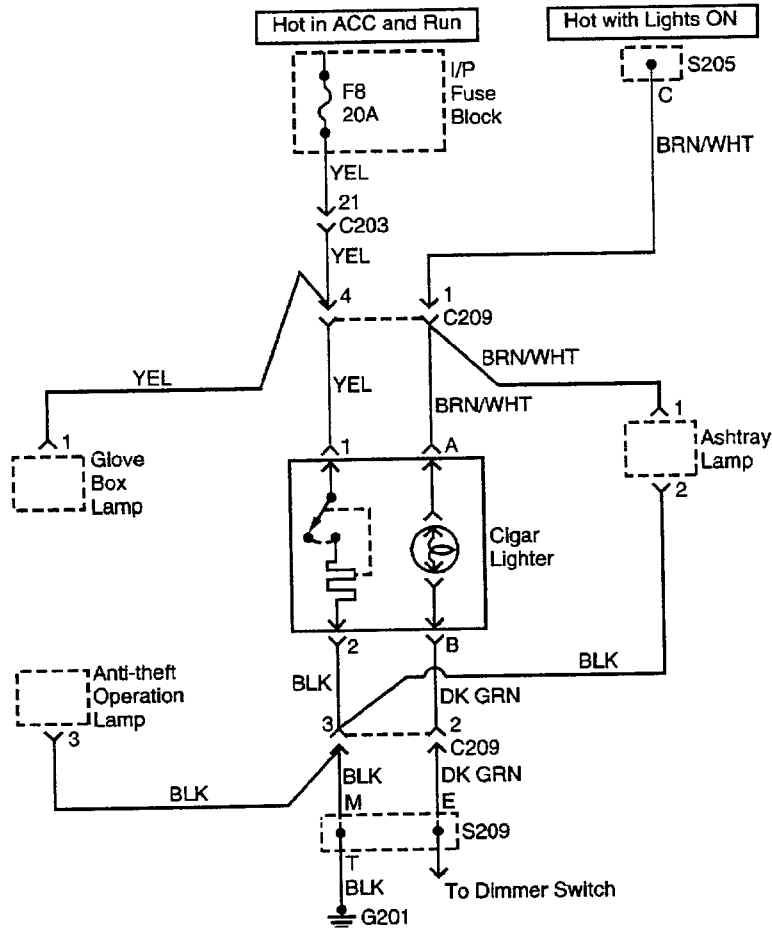 Hot in ACC and Run
Hot with Lights ON
F8
20A
I/P
Fuse
Block
S205
C
BRN/WHT
YEL
21
C203
YEL
4
1
C209
YEL
YEL
BRN/WHT
BRN/WHT
1
Glove
Box
Lamp
1
A
1
Ashtray
Lamp
2
Cigar
Lighter
2
B
BLK
Anti-theft
Operation
Lamp
3
BLK
DK GRN
3
2
C209
BLK
BLK
DK GRN
M
E
S209
T
BLK
To Dimmer Switch
G201